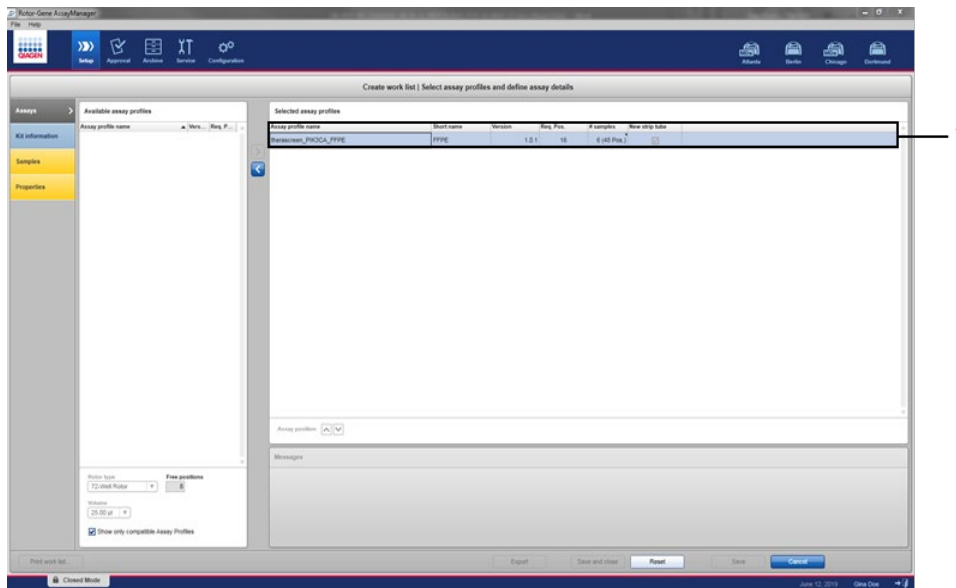 Rotor-Gene AssayManager
File Help
QIAGEN
Setup Approval Archive Service Configuration
Atlanta Berlin Chicago Dortmund
Create work list | Select assay profiles and define assay details
Assays
Kit information
Samples
Properties
Available assay profiles
Assay profile name Vers... Req. P...
Selected assay profiles
Assay profile name Short name Version Req. Pos. # samples New strip tube
therascreen_PIK3CA_FFPE FFPE 1.0.1 16 6 (48 Pos.)
Assay position
Messages
Rotor type Free positions
72-Well Rotor 8
Volume
25.00 µl
Show only compatible Assay Profiles
Print work list... Export Save and close Reset Save Cancel
Closed Mode June 12, 2019 Gina Doe